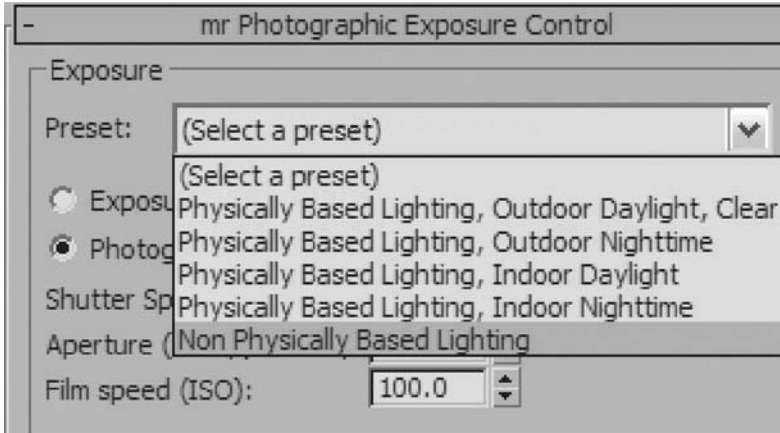 - mr Photographic Exposure Control
Exposure
Preset: (Select a preset)
(Select a preset)
Physically Based Lighting, Outdoor Daylight, Clear
Physically Based Lighting, Outdoor Nighttime
Physically Based Lighting, Indoor Daylight
Physically Based Lighting, Indoor Nighttime
Non Physically Based Lighting
Shutter
Aperture
Film speed (ISO): 100.0